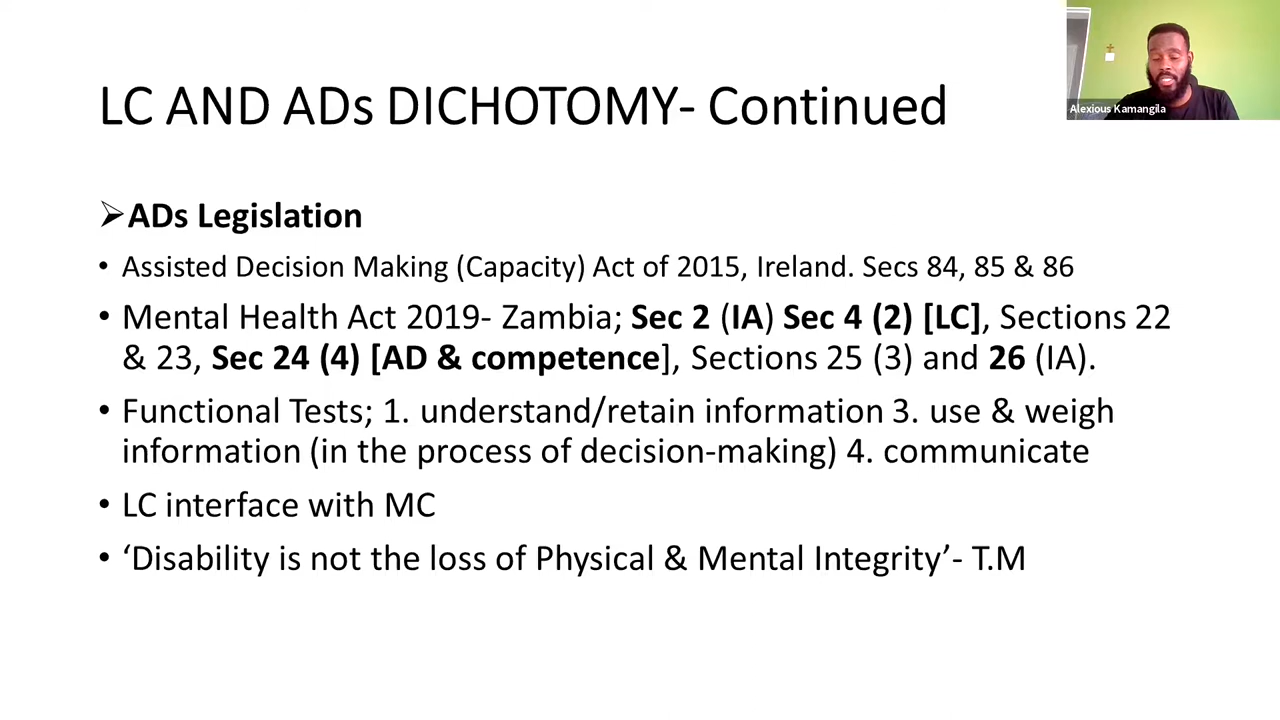 LC AND ADs DICHOTOMY- Continued
Alexious Kamangila
➢ADs Legislation
• Assisted Decision Making (Capacity) Act of 2015, Ireland. Secs 84, 85 & 86
• Mental Health Act 2019- Zambia; Sec 2 (IA) Sec 4 (2) [LC], Sections 22
& 23, Sec 24 (4) [AD & competence], Sections 25 (3) and 26 (IA).
• Functional Tests; 1. understand/retain information 3. use & weigh
information (in the process of decision-making) 4. communicate
• LC interface with MC
• ‘Disability is not the loss of Physical & Mental Integrity’- T.M